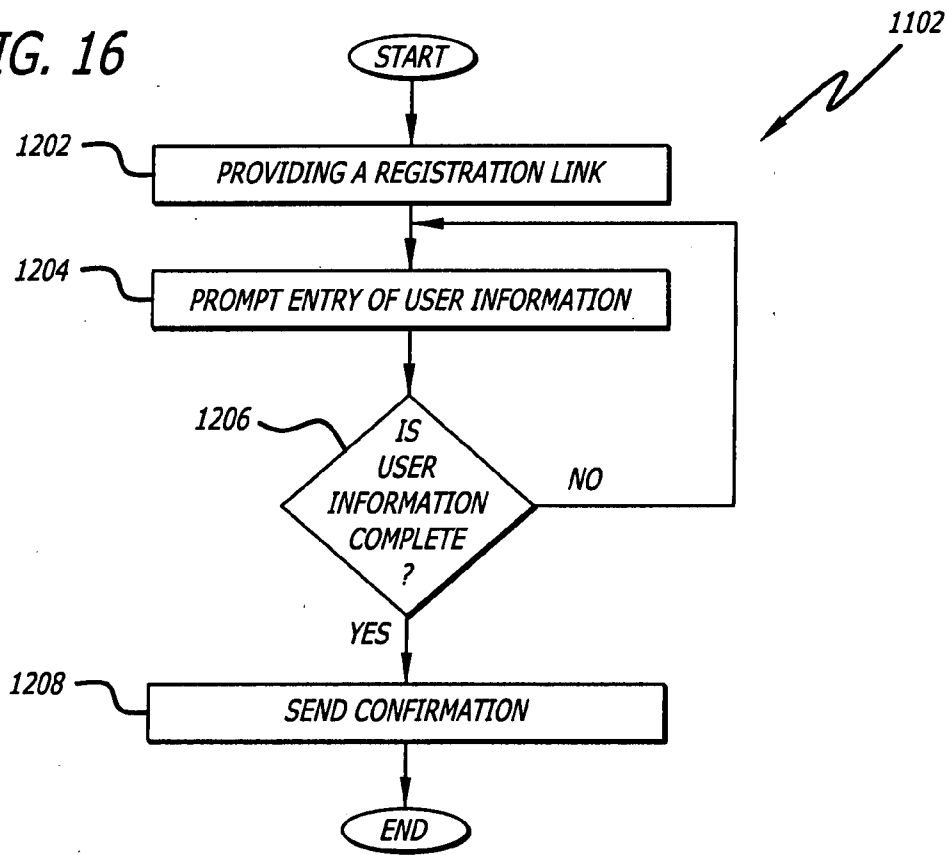 IG. 16
START
1102
1202
PROVIDING A REGISTRATION LINK
1204
PROMPT ENTRY OF USER INFORMATION
1206
IS
USER
INFORMATION
COMPLETE
?
NO
YES
1208
SEND CONFIRMATION
END